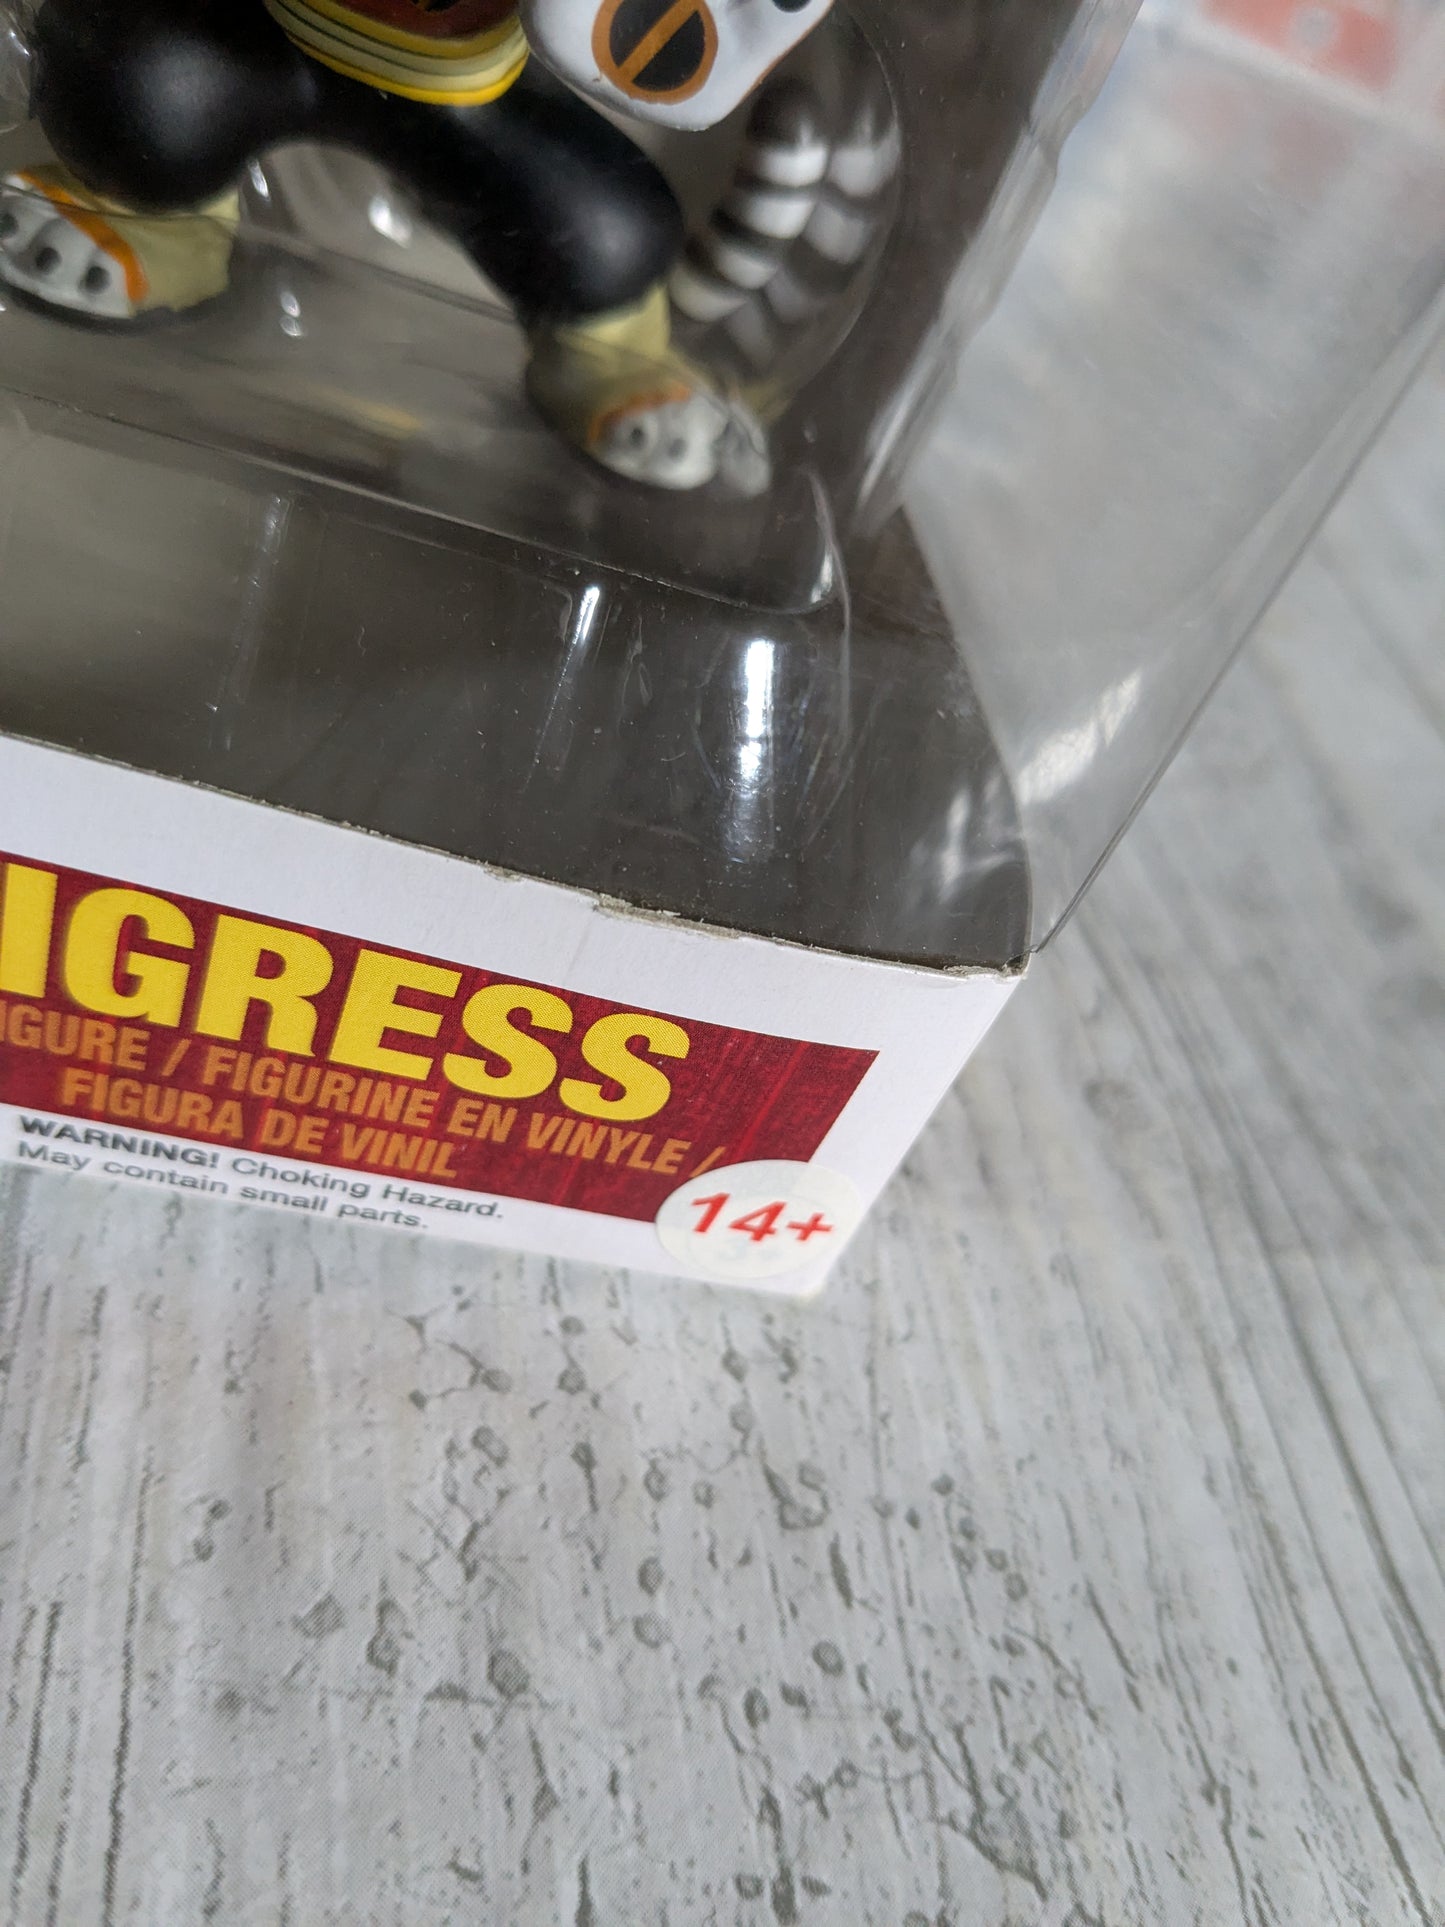 IGRESS
IGURE / FIGURINE EN VINYLE /
FIGURA DE VINIL
WARNING! Choking Hazard.
May contain small parts.
14+